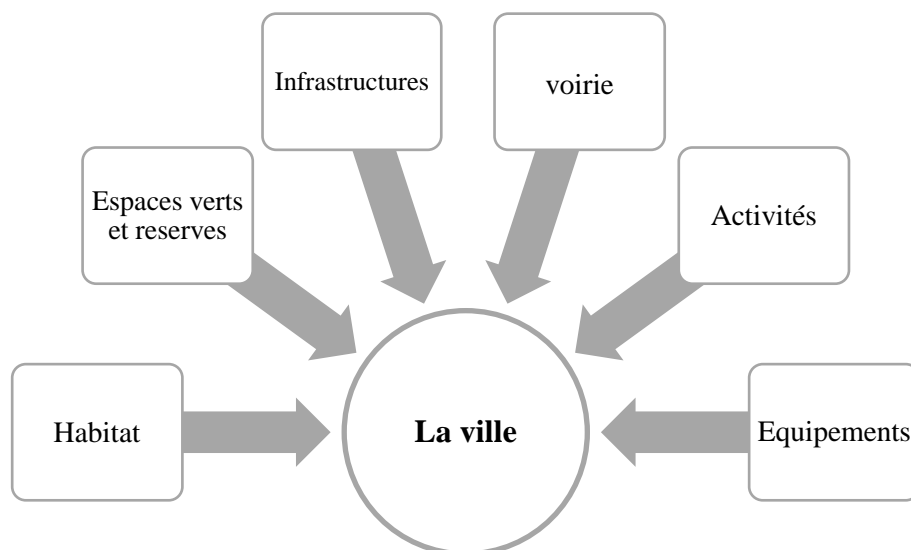 Infrastructures
voirie
Espaces verts
et reserves
Activités
Habitat
La ville
Equipements